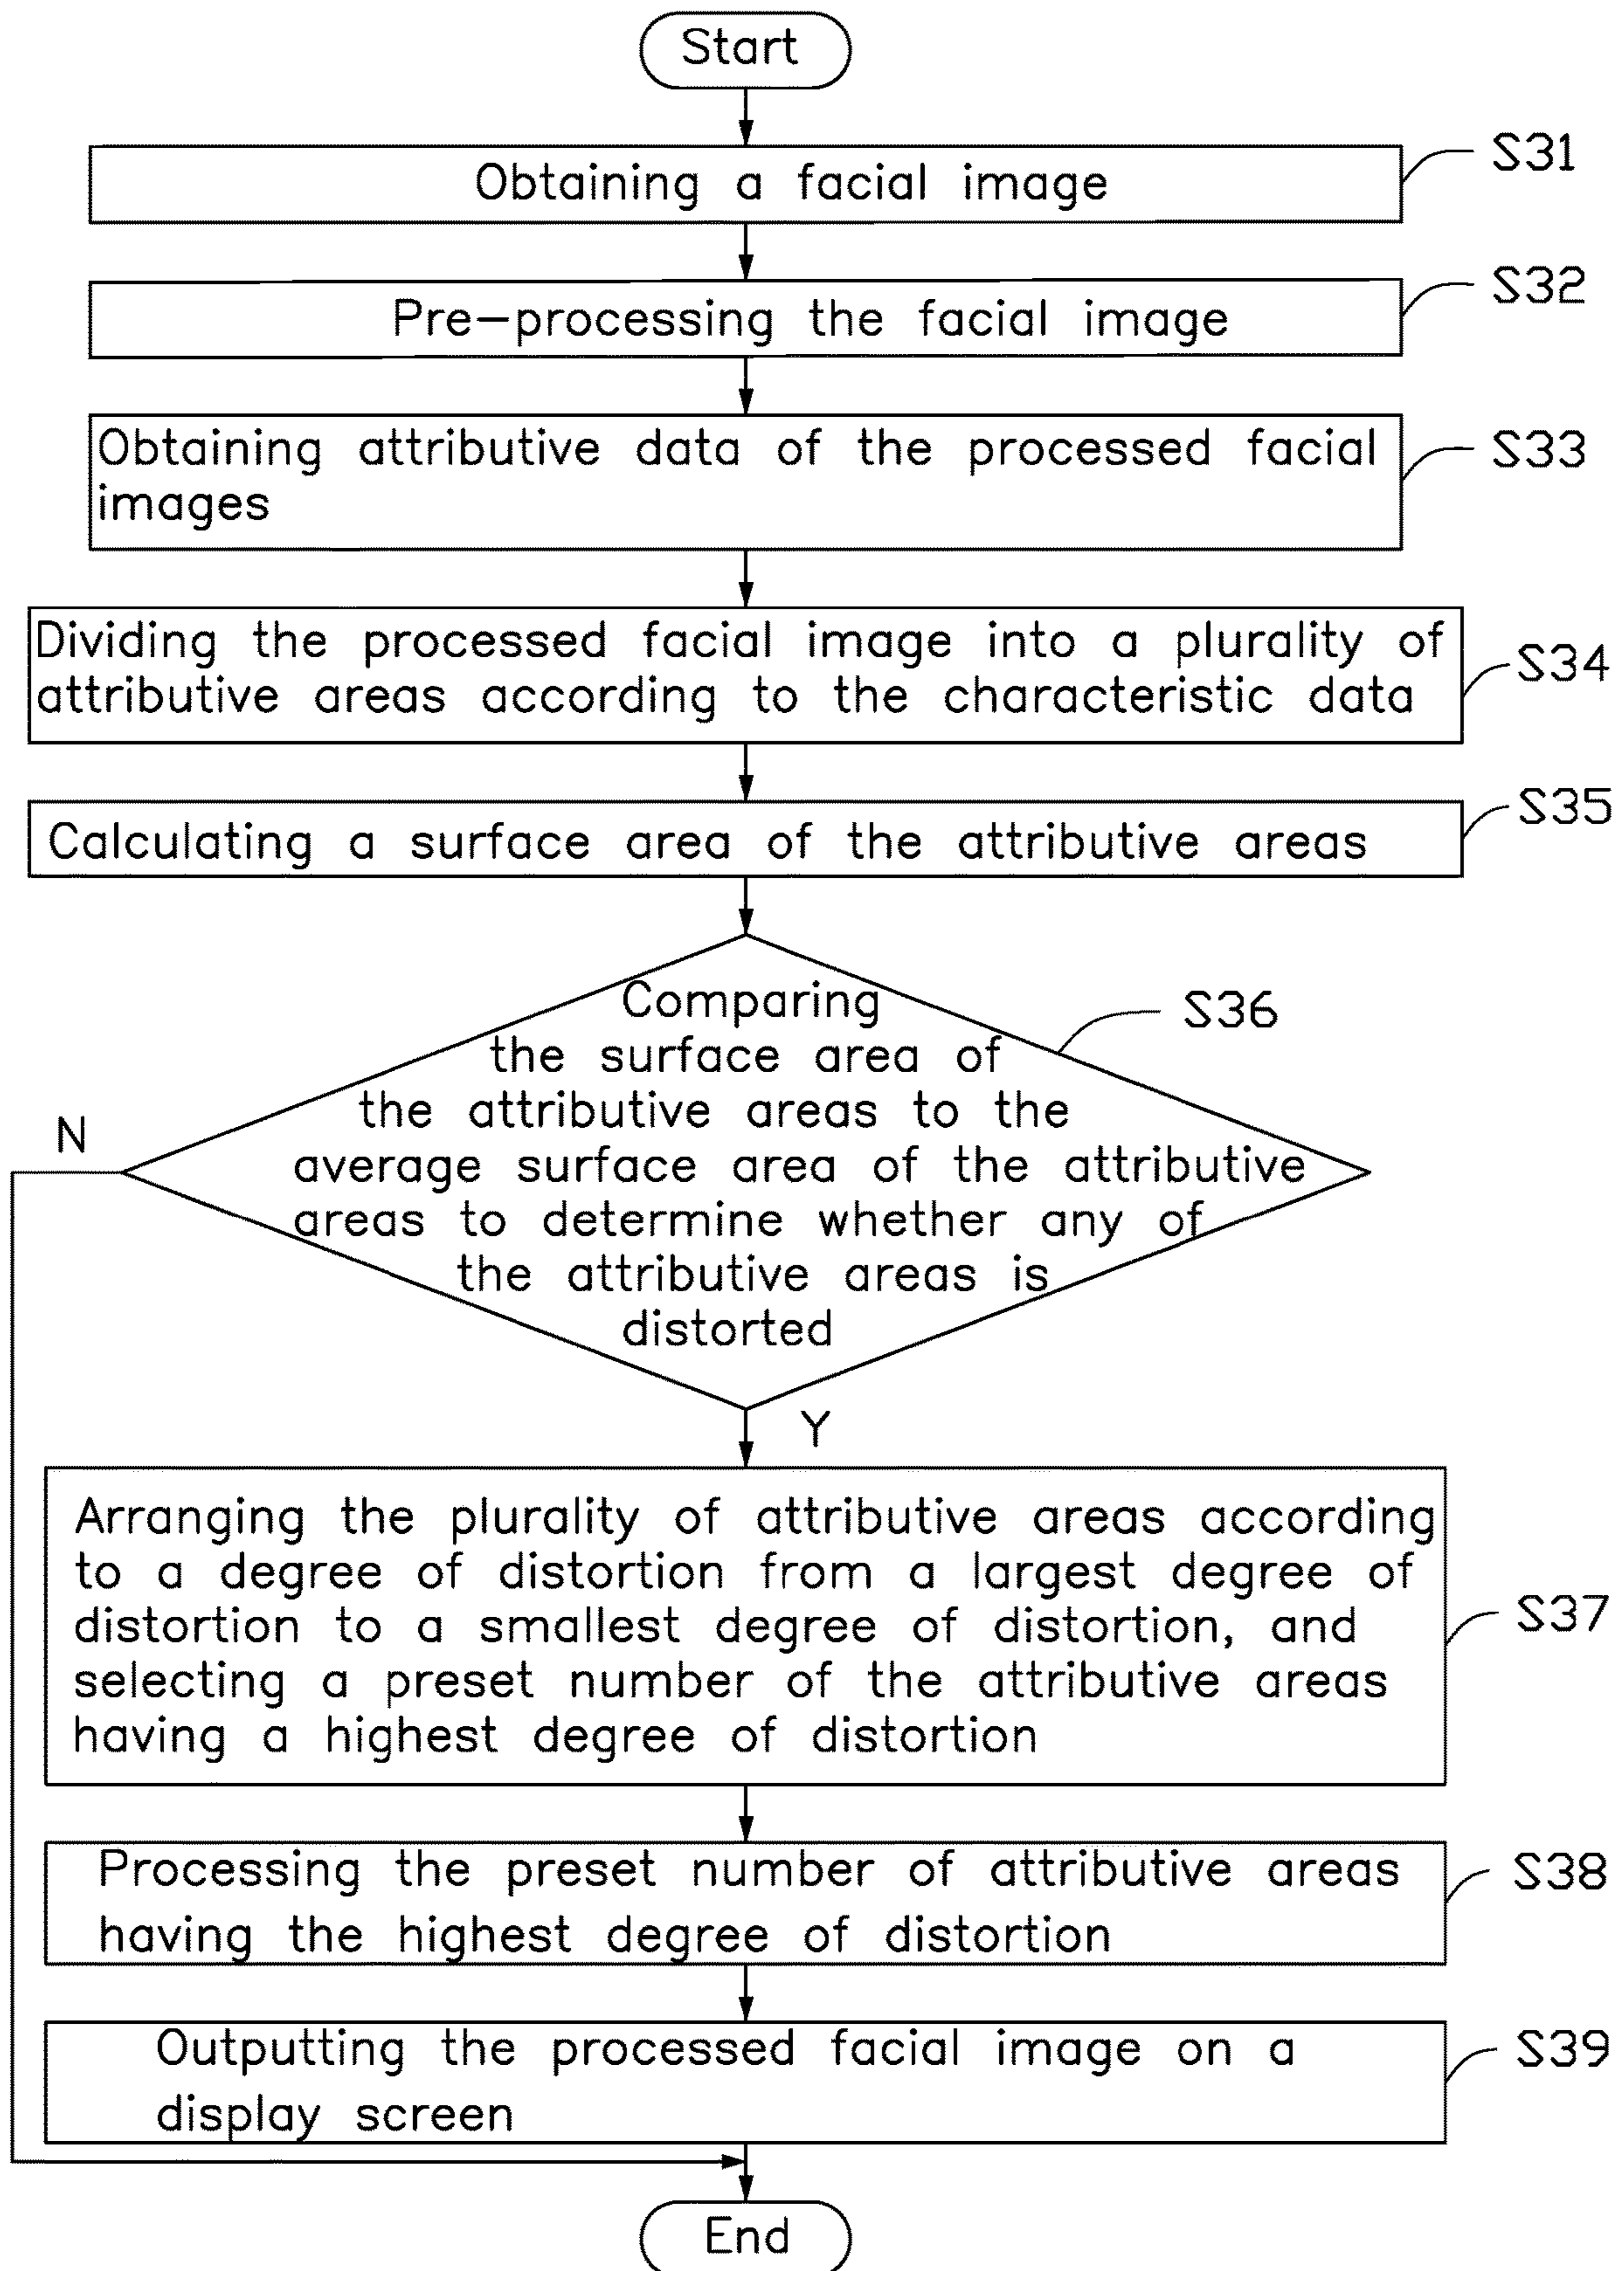 Start
Obtaining a facial image
S31
Pre-processing the facial image
S32
Obtaining attributive data of the processed facial
images
S33
Dividing the processed facial image into a plurality of
attributive areas according to the characteristic data
S34
Calculating a surface area of the attributive areas
S35
Comparing
the surface area of
the attributive areas to the
average surface area of the attributive
areas to determine whether any of
the attributive areas is
distorted
S36
N
Y
Arranging the plurality of attributive areas according
to a degree of distortion from a largest degree of
distortion to a smallest degree of distortion, and
selecting a preset number of the attributive areas
having a highest degree of distortion
S37
Processing the preset number of attributive areas
having the highest degree of distortion
S38
Outputting the processed facial image on a
display screen
S39
End